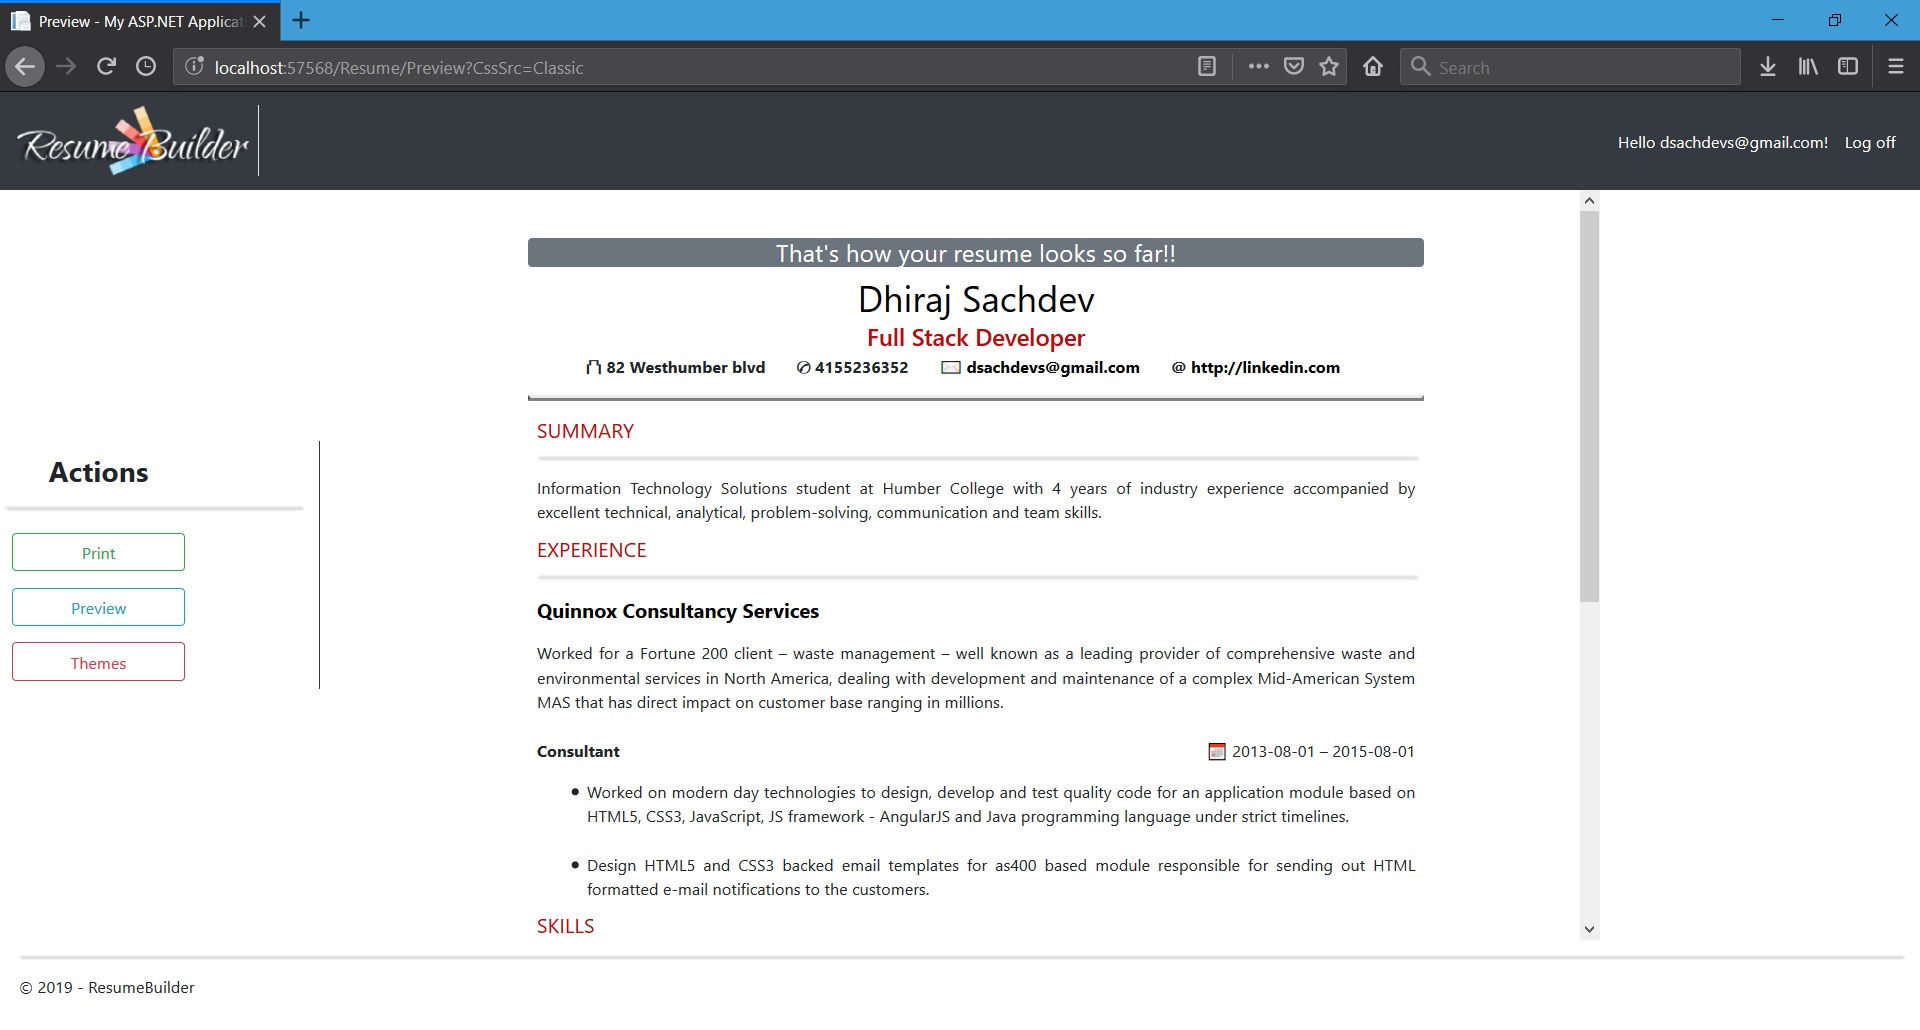 Preview - My ASP.NET Applicat
localhost:57568/Resume/Preview?CssSrc=Classic
Search
Resume Builder
Hello dsachdevs@gmail.com! Log off
That's how your resume looks so far!!
Dhiraj Sachdev
Full Stack Developer
82 Westhumber blvd ✆ 4155236352 dsachdevs@gmail.com @ http://linkedin.com
SUMMARY
Information Technology Solutions student at Humber College with 4 years of industry experience accompanied by
excellent technical, analytical, problem-solving, communication and team skills.
EXPERIENCE
Quinnox Consultancy Services
Worked for a Fortune 200 client – waste management – well known as a leading provider of comprehensive waste and
environmental services in North America, dealing with development and maintenance of a complex Mid-American System
MAS that has direct impact on customer base ranging in millions.
Consultant 2013-08-01 – 2015-08-01
• Worked on modern day technologies to design, develop and test quality code for an application module based on
HTML5, CSS3, JavaScript, JS framework - AngularJS and Java programming language under strict timelines.
• Design HTML5 and CSS3 backed email templates for as400 based module responsible for sending out HTML
formatted e-mail notifications to the customers.
SKILLS
Actions
Print
Preview
Themes
© 2019 - ResumeBuilder